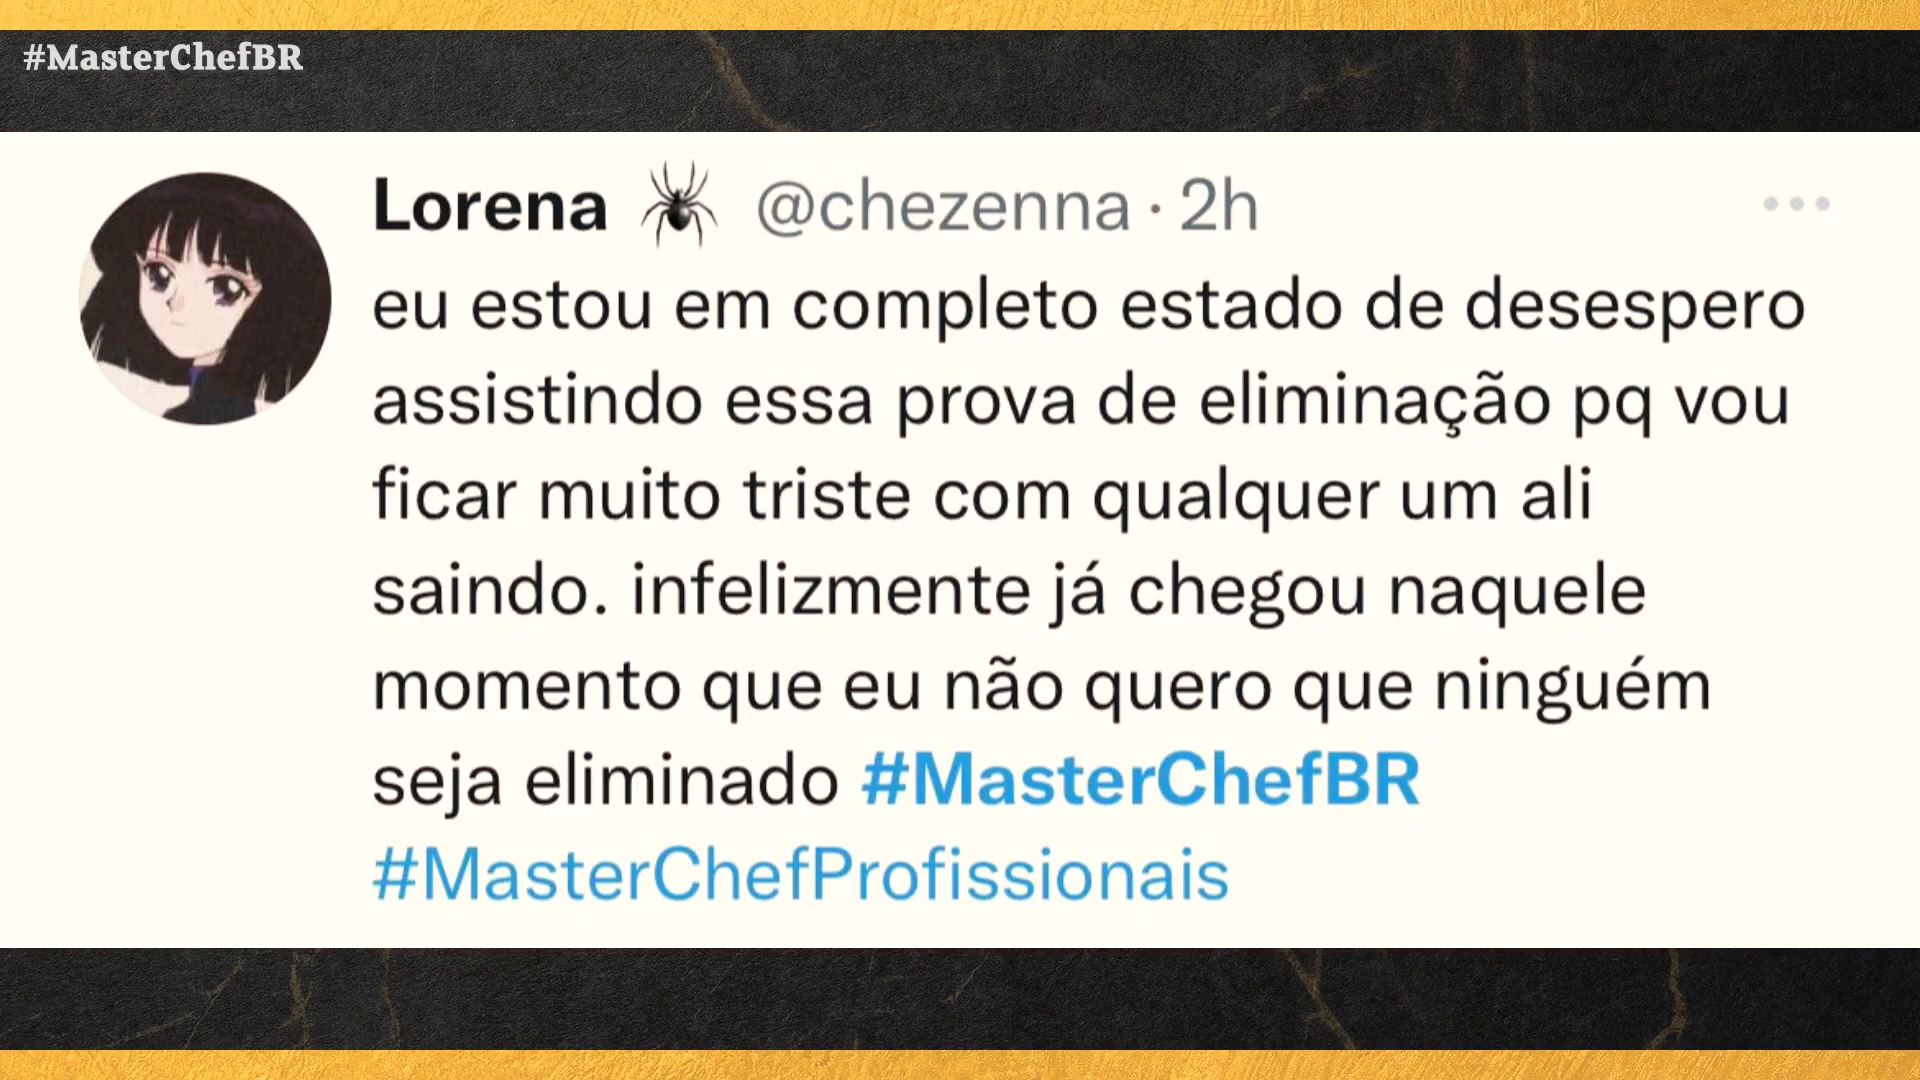 #MasterChefBR
Lorena 🕷 @chezenna · 2h
eu estou em completo estado de desespero
assistindo essa prova de eliminação pq vou
ficar muito triste com qualquer um ali
saindo. infelizmente já chegou naquele
momento que eu não quero que ninguém
seja eliminado #MasterChefBR
#MasterChefProfissionais